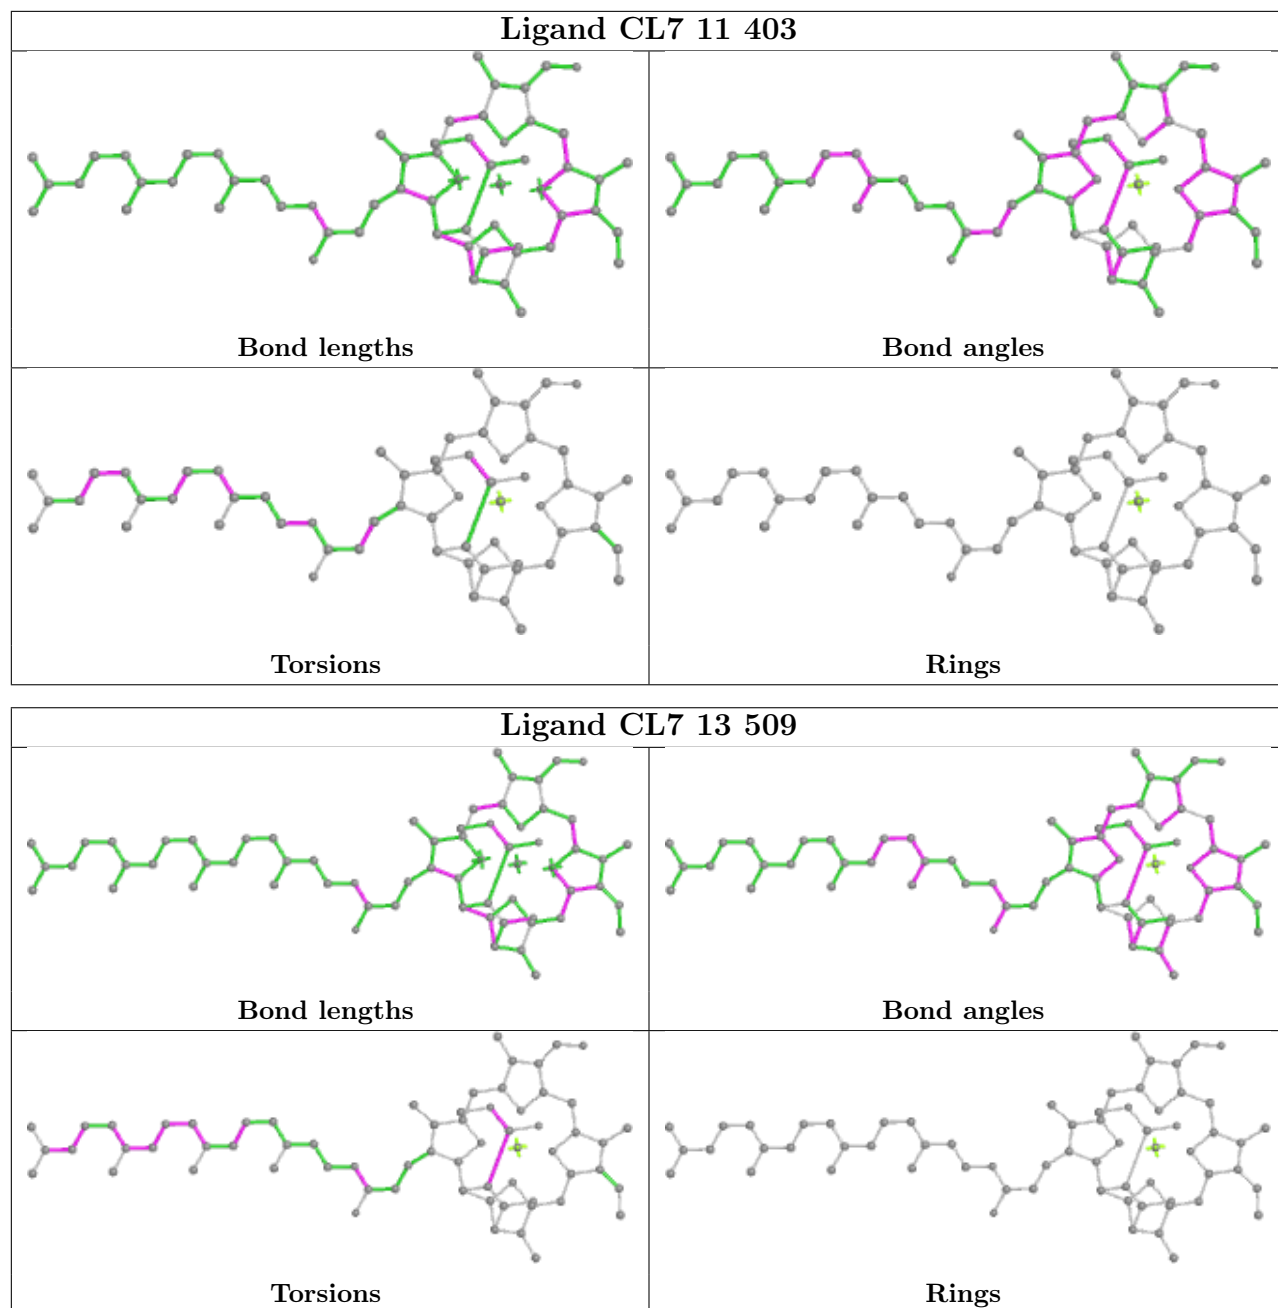 Ligand CL7 11 403
Bond lengths
Bond angles
Torsions
Rings
Ligand CL7 13 509
Bond lengths
Bond angles
Torsions
Rings